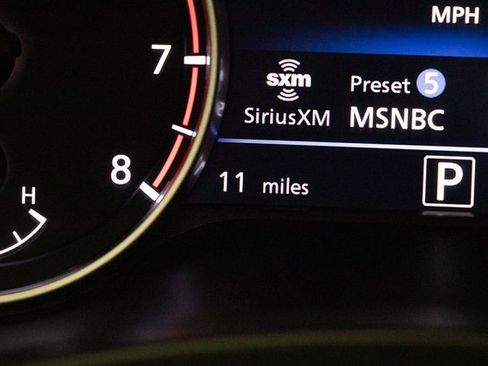 MPH
7
sxm
Preset 5
SiriusXM
MSNBC
8
11 miles
P
H